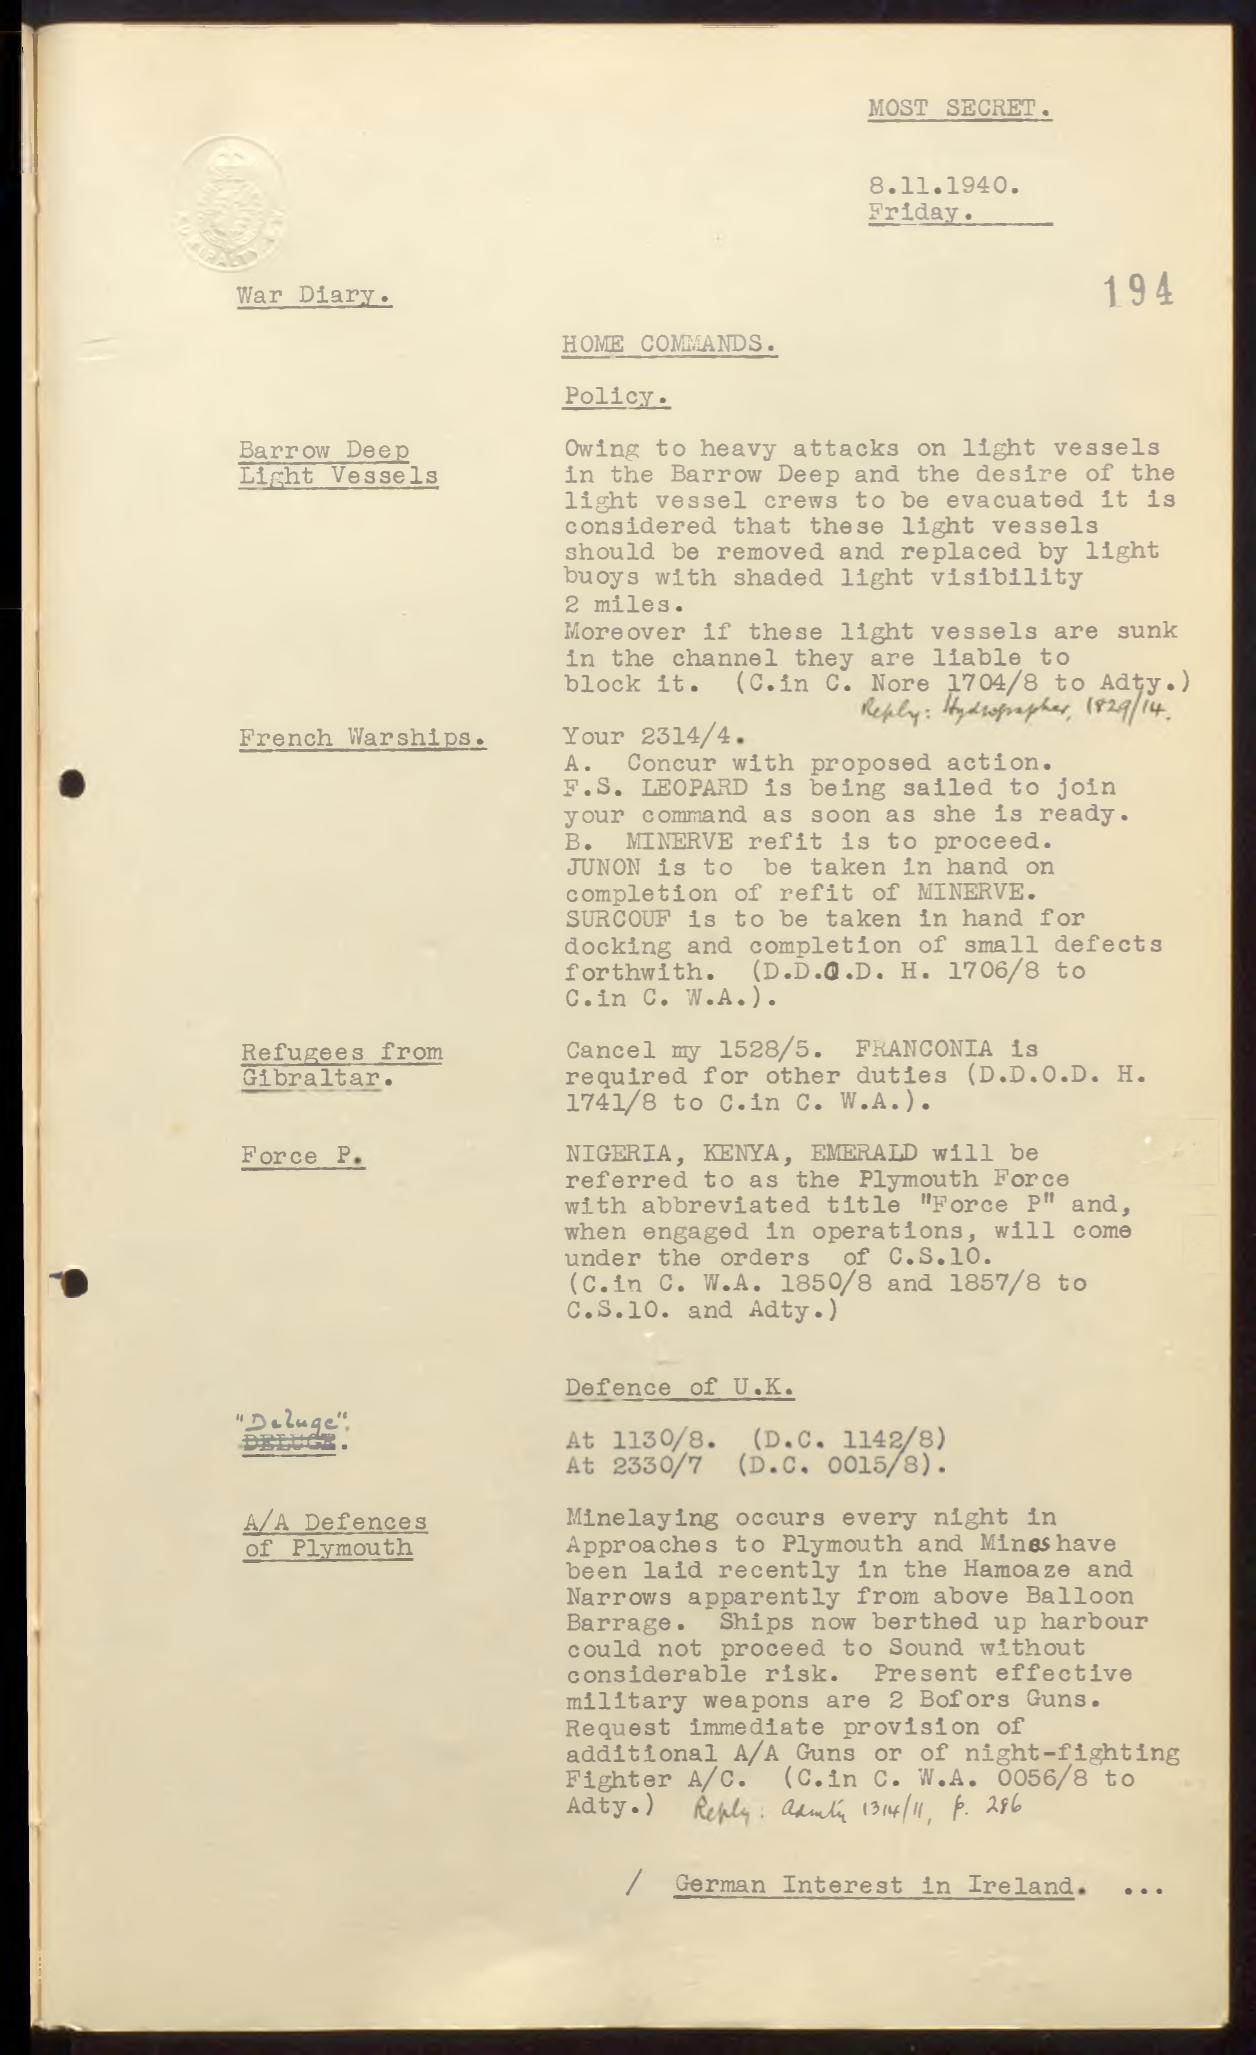 MOST SECRET.
8.11.1940.
Friday.
War Diary.
194
HOME COMMANDS.
Policy.
Barrow Deep
Light Vessels
Owing to heavy attacks on light vessels
in the Barrow Deep and the desire of the
light vessel crews to be evacuated it is
considered that these light vessels
should be removed and replaced by light
buoys with shaded light visibility
2 miles.
Moreover if these light vessels are sunk
in the channel they are liable to
block it. (C.in C. Nore 1704/8 to Adty.)
Reply: Hydrographer, 1829/14.
French Warships.
Your 2314/4.
A. Concur with proposed action.
F.S. LEOPARD is being sailed to join
your command as soon as she is ready.
B. MINERVE refit is to proceed.
JUNON is to be taken in hand on
completion of refit of MINERVE.
SURCOUF is to be taken in hand for
docking and completion of small defects
forthwith. (D.D.O.D. H. 1706/8 to
C.in C. W.A.).
Refugees from
Gibraltar.
Cancel my 1528/5. FRANCONIA is
required for other duties (D.D.O.D. H.
1741/8 to C.in C. W.A.).
Force P.
NIGERIA, KENYA, EMERALD will be
referred to as the Plymouth Force
with abbreviated title "Force P" and,
when engaged in operations, will come
under the orders of C.S.10.
(C.in C. W.A. 1850/8 and 1857/8 to
C.S.10. and Adty.)
Defence of U.K.
"Deluge".
DELUGE.
At 1130/8. (D.C. 1142/8)
At 2330/7 (D.C. 0015/8).
A/A Defences
of Plymouth
Minelaying occurs every night in
Approaches to Plymouth and Mines have
been laid recently in the Hamoaze and
Narrows apparently from above Balloon
Barrage. Ships now berthed up harbour
could not proceed to Sound without
considerable risk. Present effective
military weapons are 2 Bofors Guns.
Request immediate provision of
additional A/A Guns or of night-fighting
Fighter A/C. (C.in C. W.A. 0056/8 to
Adty.) Reply: Admty 1314/11, p. 286
/ German Interest in Ireland. ...